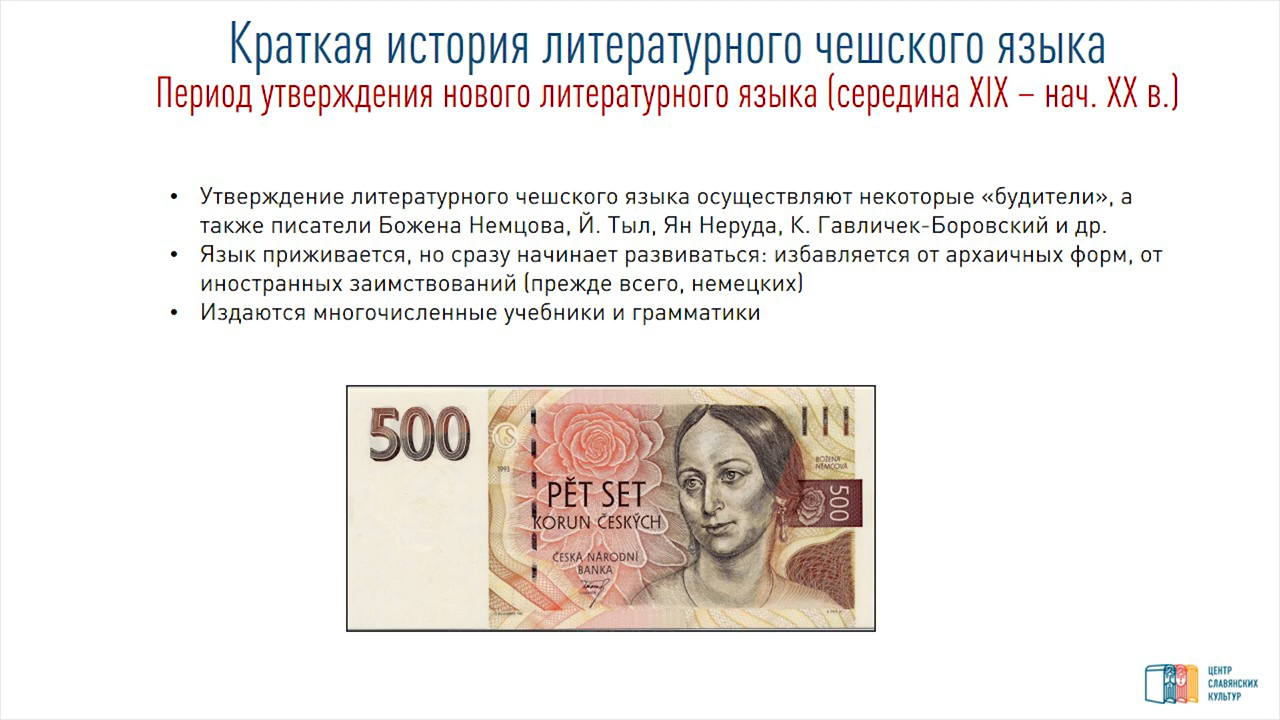 Краткая история литературного чешского языка
Период утверждения нового литературного языка (середина XIX – нач. XX в.)
• Утверждение литературного чешского языка осуществляют некоторые «будители», а
также писатели Божена Немцова, Й. Тыл, Ян Неруда, К. Гавличек-Боровский и др.
• Язык приживается, но сразу начинает развиваться: избавляется от архаичных форм, от
иностранных заимствований (прежде всего, немецких)
• Издаются многочисленные учебники и грамматики
500
1993
PĚT SET
KORUN ČESKÝCH
ČESKÁ NÁRODNÍ
BANKA
BOŽENA
NĚMCOVÁ
500
ЦЕНТР
СЛАВЯНСКИХ
КУЛЬТУР